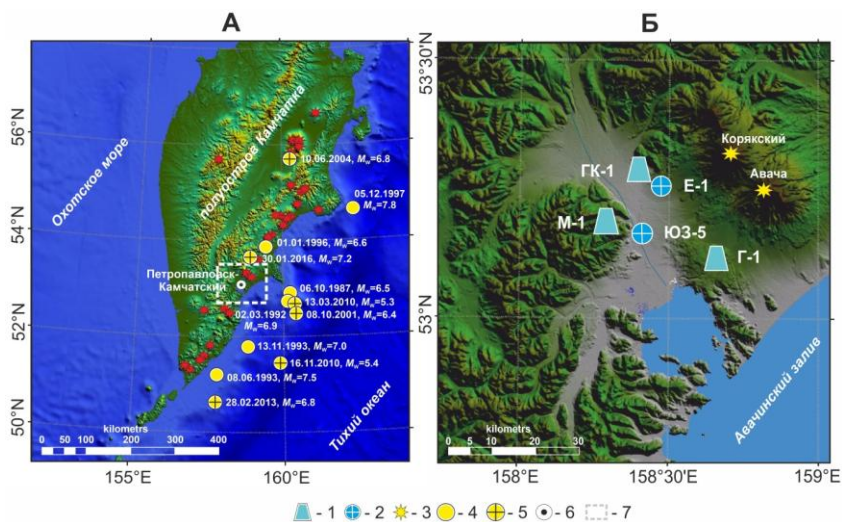 А
Б
56°N
54°N
52°N
50°N
155°E
160°E
Охотское море
полуостров Камчатка
10.06.2004, Mw=6.8
05.12.1997
Mw=7.8
01.01.1996, Mw=6.6
30.01.2016, Mw=7.2
Петропавловск-
Камчатский
06.10.1987, Mw=6.5
13.03.2010, Mw=5.3
02.03.1992
08.10.2001, Mw=6.4
Mw=6.9
13.11.1993, Mw=7.0
16.11.2010, Mw=5.4
08.06.1993, Mw=7.5
28.02.2013, Mw=6.8
Тихий океан
kilometrs
0 50 100 200 300 400
53°30'N
53°N
158°E
158°30'E
159°E
Корякский
Авача
ГК-1
Е-1
М-1
ЮЗ-5
Г-1
Авачинский залив
kilometrs
0 5 10 20 30
- 1 - 2 - 3 - 4 - 5 - 6 - 7